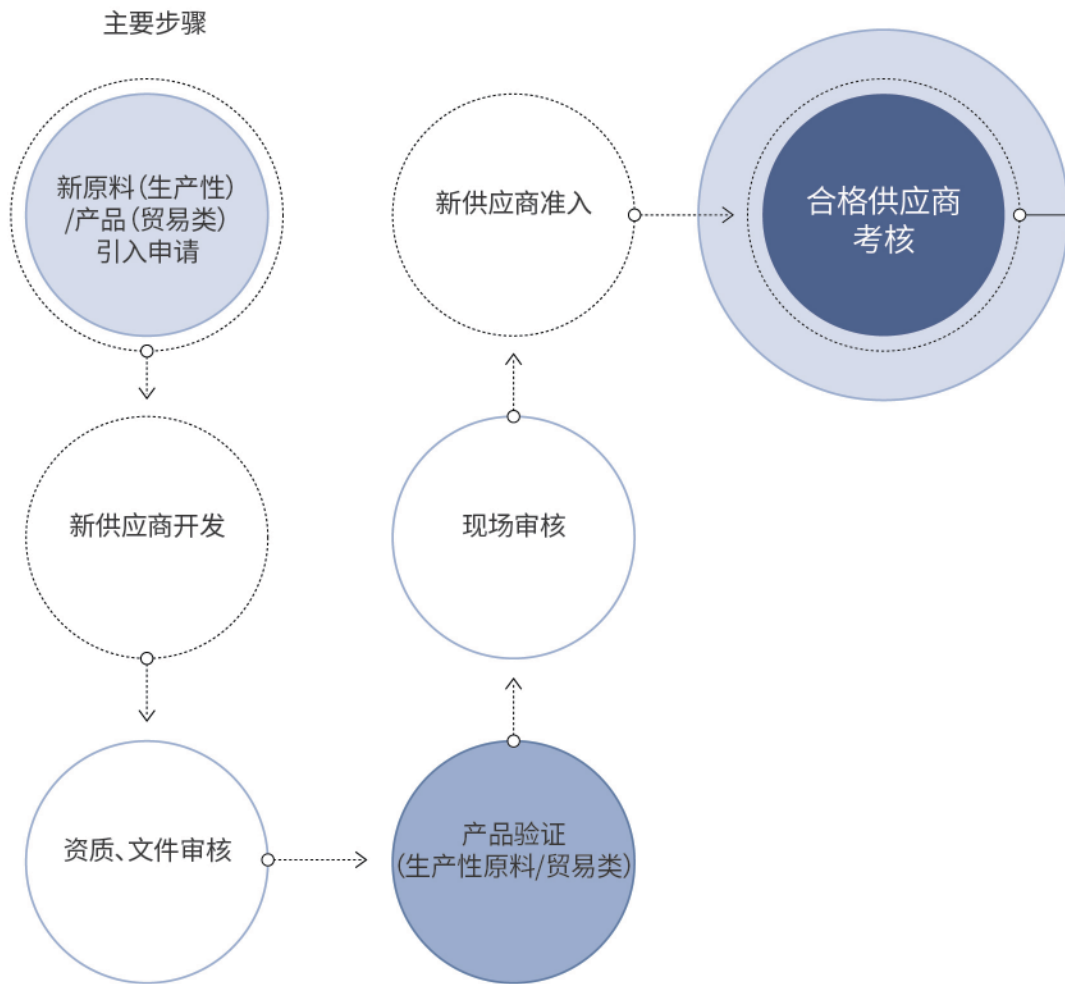 主要步骤
新原料(生产性)
/产品(贸易类)
引入申请
新供应商开发
资质、文件审核
产品验证
(生产性原料/贸易类)
现场审核
新供应商准入
合格供应商
考核